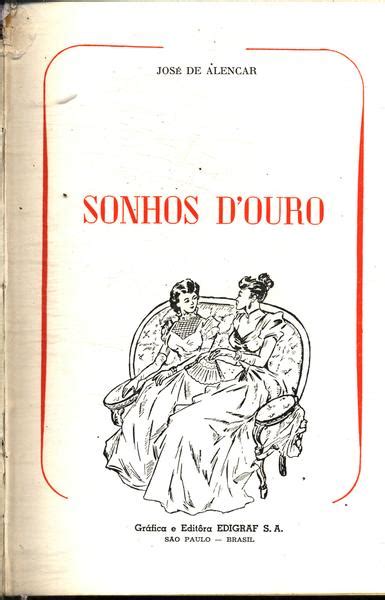 JOSÉ DE ALENCAR
SONHOS D'OURO
Gráfica e Editôra EDIGRAF S. A.
SÃO PAULO — BRASIL